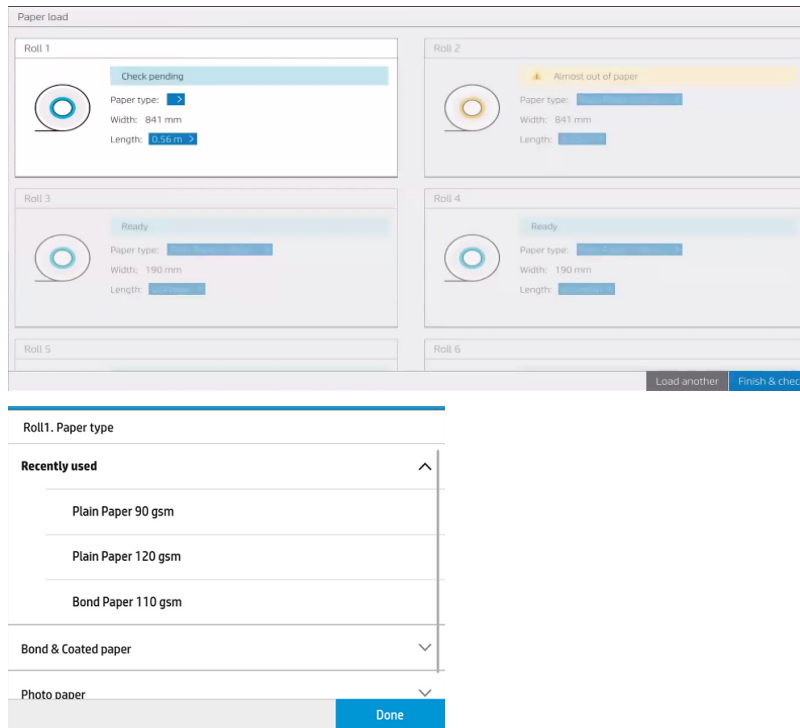 Paper load
Roll 1
Check pending
Paper type:
Width: 841 mm
Length: 0.56 m
Roll 2
Almost out of paper
Paper type:
Width: 841 mm
Length:
Roll 3
Ready
Paper type:
Width: 190 mm
Length:
Roll 4
Ready
Paper type:
Width: 190 mm
Length:
Roll 5
Roll 6
Load another
Finish & chec
Roll1. Paper type
Recently used
Plain Paper 90 gsm
Plain Paper 120 gsm
Bond Paper 110 gsm
Bond & Coated paper
Photo paper
Done